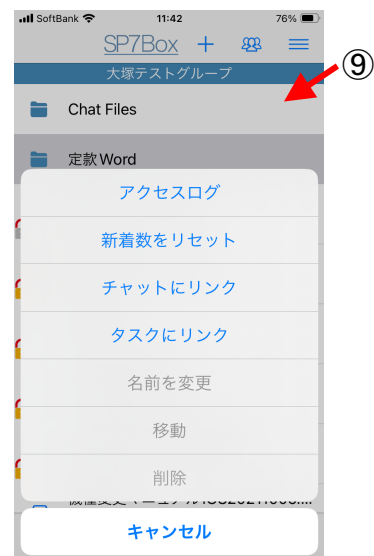 SoftBank 11:42 76%
SP7Box
大塚テストグループ
⑨
Chat Files
定款Word
アクセスログ
新着数をリセット
チャットにリンク
タスクにリンク
名前を変更
移動
削除
キャンセル